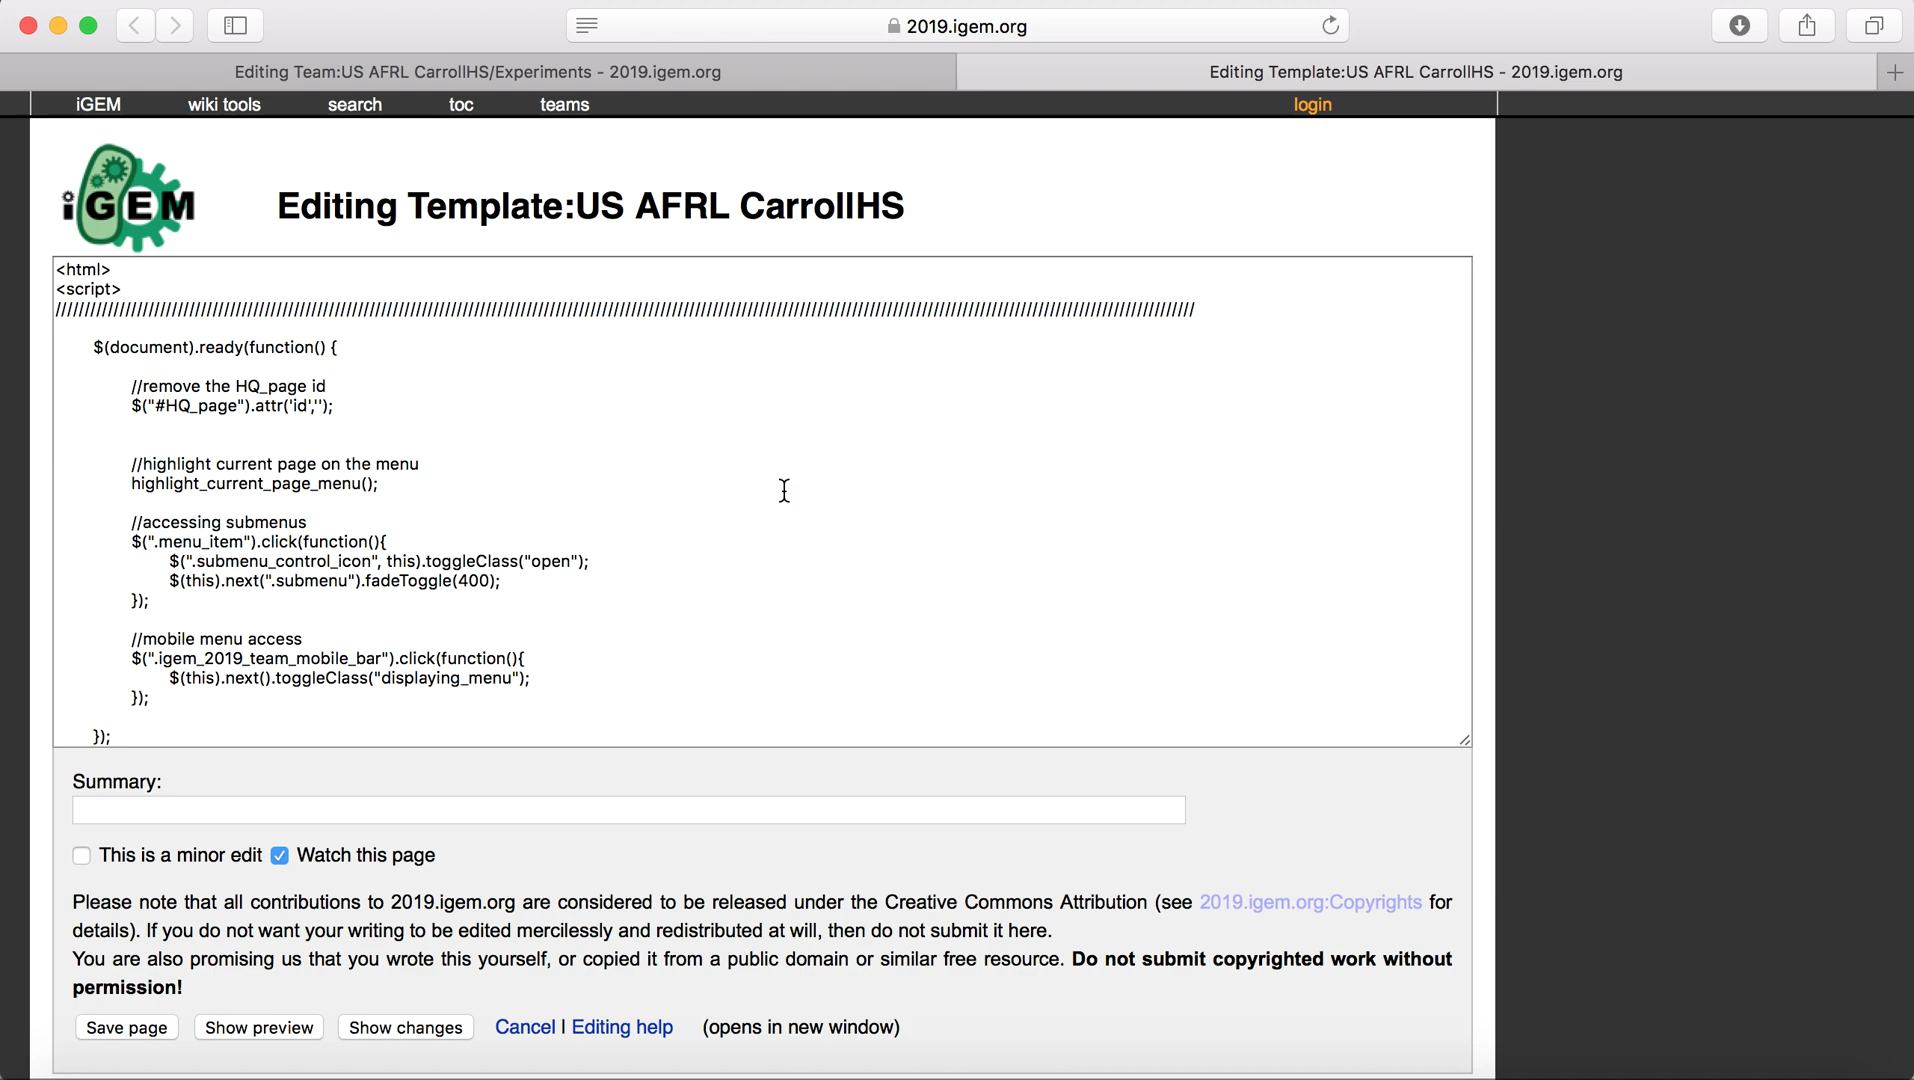 2019.igem.org
Editing Team:US AFRL CarrollHS/Experiments - 2019.igem.org
Editing Template:US AFRL CarrollHS - 2019.igem.org
iGEM wiki tools search toc teams login
iGEM
Editing Template:US AFRL CarrollHS
<html>
<script>
////////////////////////////////////////////////////////////////////////////////////////////////////////////////////////////////////////////////////////////////////////////////////////////////////////
$(document).ready(function() {
//remove the HQ_page id
$("#HQ_page").attr('id','');
//highlight current page on the menu
highlight_current_page_menu();
//accessing submenus
$(".menu_item").click(function(){
$(".submenu_control_icon", this).toggleClass("open");
$(this).next(".submenu").fadeToggle(400);
});
//mobile menu access
$(".igem_2019_team_mobile_bar").click(function(){
$(this).next().toggleClass("displaying_menu");
});
});
Summary:
This is a minor edit Watch this page
Please note that all contributions to 2019.igem.org are considered to be released under the Creative Commons Attribution (see 2019.igem.org:Copyrights for
details). If you do not want your writing to be edited mercilessly and redistributed at will, then do not submit it here.
You are also promising us that you wrote this yourself, or copied it from a public domain or similar free resource. Do not submit copyrighted work without
permission!
Save page Show preview Show changes Cancel | Editing help (opens in new window)